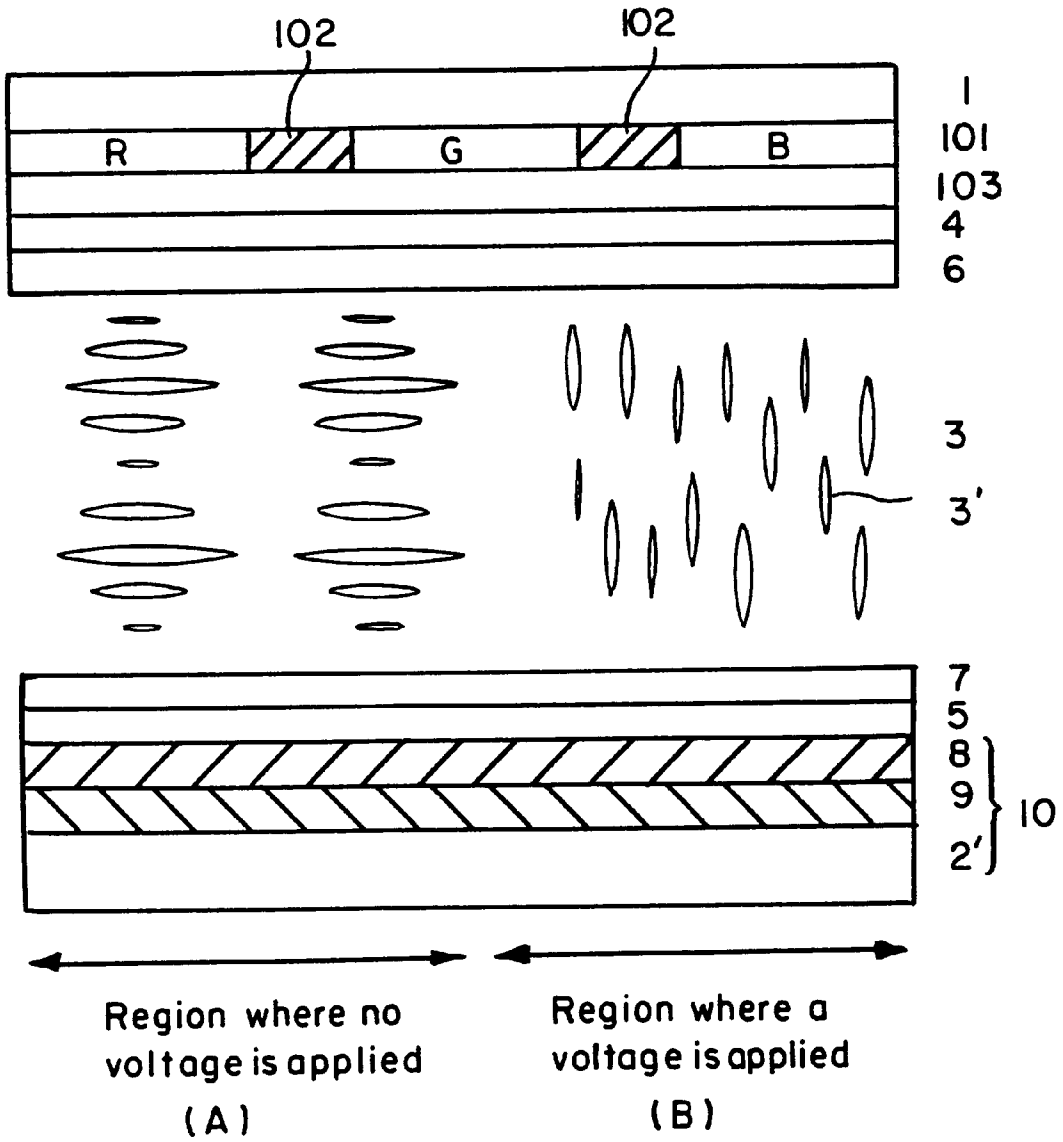 102 102
1
R G B 101
103
4
6
3
3'
7
5
8
9 10
2'
Region where no
voltage is applied
(A)
Region where a
voltage is applied
(B)